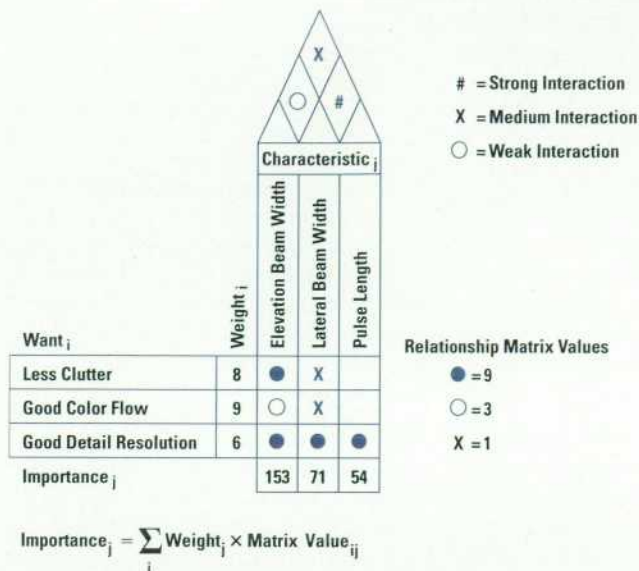 X
○ #
# = Strong Interaction
X = Medium Interaction
○ = Weak Interaction
Characteristic j
Want i
Weight i
Elevation Beam Width
Lateral Beam Width
Pulse Length
Relationship Matrix Values
Less Clutter 8 ● X
Good Color Flow 9 ○ X
Good Detail Resolution 6 ● ● ●
Importance j 153 71 54
● = 9
○ = 3
X = 1
Importance j = ∑ i Weight j × Matrix Value ij